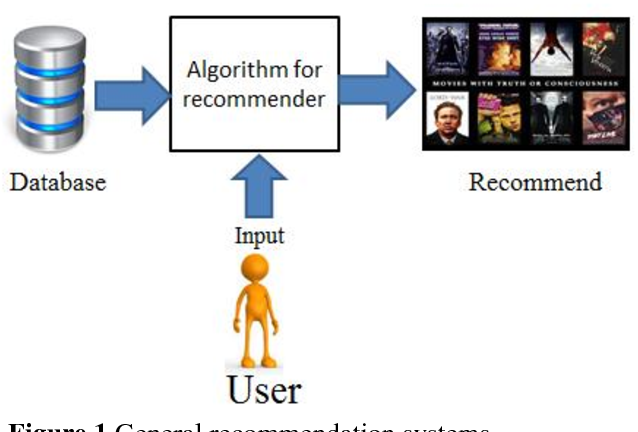 Algorithm for
recommender
MOVIES WITH TRUTH OR CONSCIOUSNESS
Database
Recommend
Input
User
Figure 1 General recommendation systems